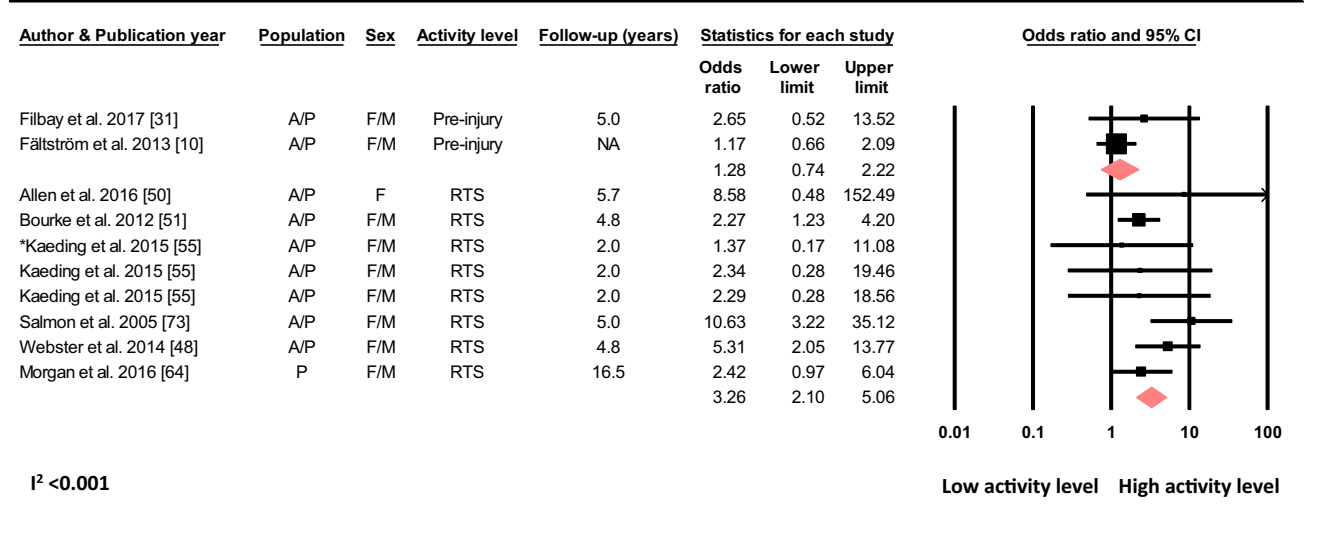 Author & Publication year Population Sex Activity level Follow-up (years) Statistics for each study Odds ratio and 95% CI
Odds ratio Lower limit Upper limit
Filbay et al. 2017 [31] A/P F/M Pre-injury 5.0 2.65 0.52 13.52
Fältström et al. 2013 [10] A/P F/M Pre-injury NA 1.17 0.66 2.09
1.28 0.74 2.22
Allen et al. 2016 [50] A/P F RTS 5.7 8.58 0.48 152.49
Bourke et al. 2012 [51] A/P F/M RTS 4.8 2.27 1.23 4.20
*Kaeding et al. 2015 [55] A/P F/M RTS 2.0 1.37 0.17 11.08
Kaeding et al. 2015 [55] A/P F/M RTS 2.0 2.34 0.28 19.46
Kaeding et al. 2015 [55] A/P F/M RTS 2.0 2.29 0.28 18.56
Salmon et al. 2005 [73] A/P F/M RTS 5.0 10.63 3.22 35.12
Webster et al. 2014 [48] A/P F/M RTS 4.8 5.31 2.05 13.77
Morgan et al. 2016 [64] P F/M RTS 16.5 2.42 0.97 6.04
3.26 2.10 5.06
0.01 0.1 1 10 100
I² <0.001 Low activity level High activity level